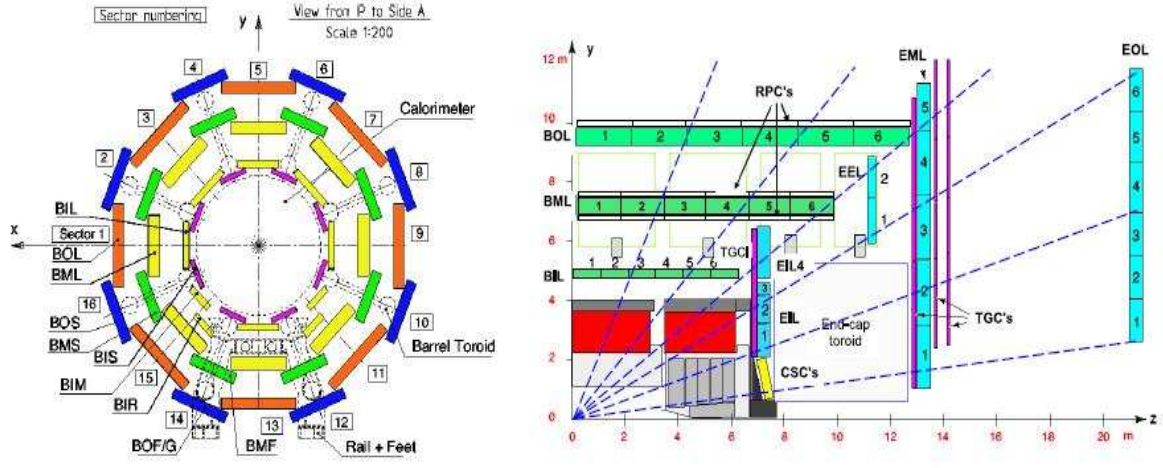 Sector numbering
View from P to Side A
Scale 1:200
y
x
4
5
6
3
7
2
8
Sector 1
9
16
10
15
11
14
13
12
Calorimeter
BIL
BOL
BML
BOS
BMS
BIS
BIM
BIR
BOF/G
BMF
Barrel Toroid
Rail + Feet
y
12 m
10
8
6
4
2
0
RPC's
EML
EOL
BOL
1 2 3 4 5 6
BML
1 2 3 4 5 6
BIL
1 2 3 4 5 6
EEL
2
1
TGC
EIL4
EIL
3
2
1
CSC's
End-cap
toroid
5
4
3
2
1
TGC's
6
5
4
3
2
1
0 2 4 6 8 10 12 14 16 18 20 m
z